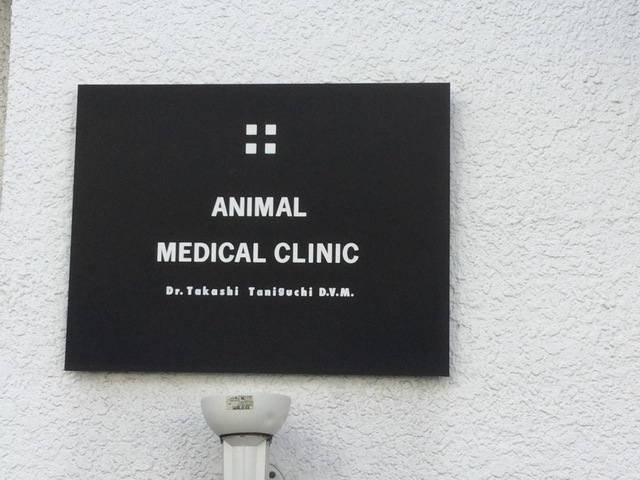 ANIMAL
MEDICAL CLINIC
Dr. Takashi Taniguchi D.V.M.